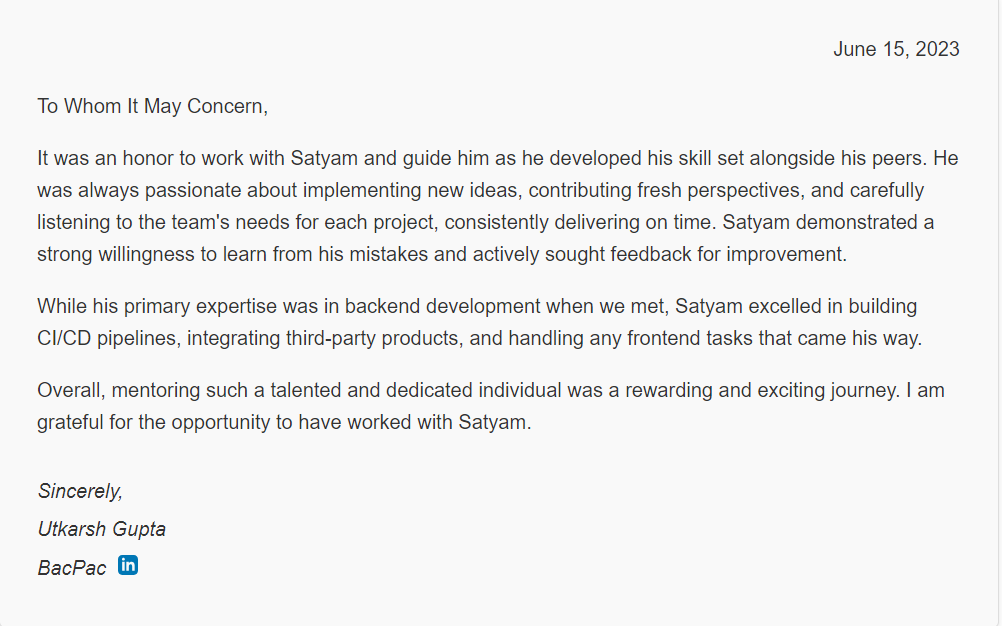 June 15, 2023
To Whom It May Concern,
It was an honor to work with Satyam and guide him as he developed his skill set alongside his peers. He
was always passionate about implementing new ideas, contributing fresh perspectives, and carefully
listening to the team's needs for each project, consistently delivering on time. Satyam demonstrated a
strong willingness to learn from his mistakes and actively sought feedback for improvement.
While his primary expertise was in backend development when we met, Satyam excelled in building
CI/CD pipelines, integrating third-party products, and handling any frontend tasks that came his way.
Overall, mentoring such a talented and dedicated individual was a rewarding and exciting journey. I am
grateful for the opportunity to have worked with Satyam.
Sincerely,
Utkarsh Gupta
BacPac in